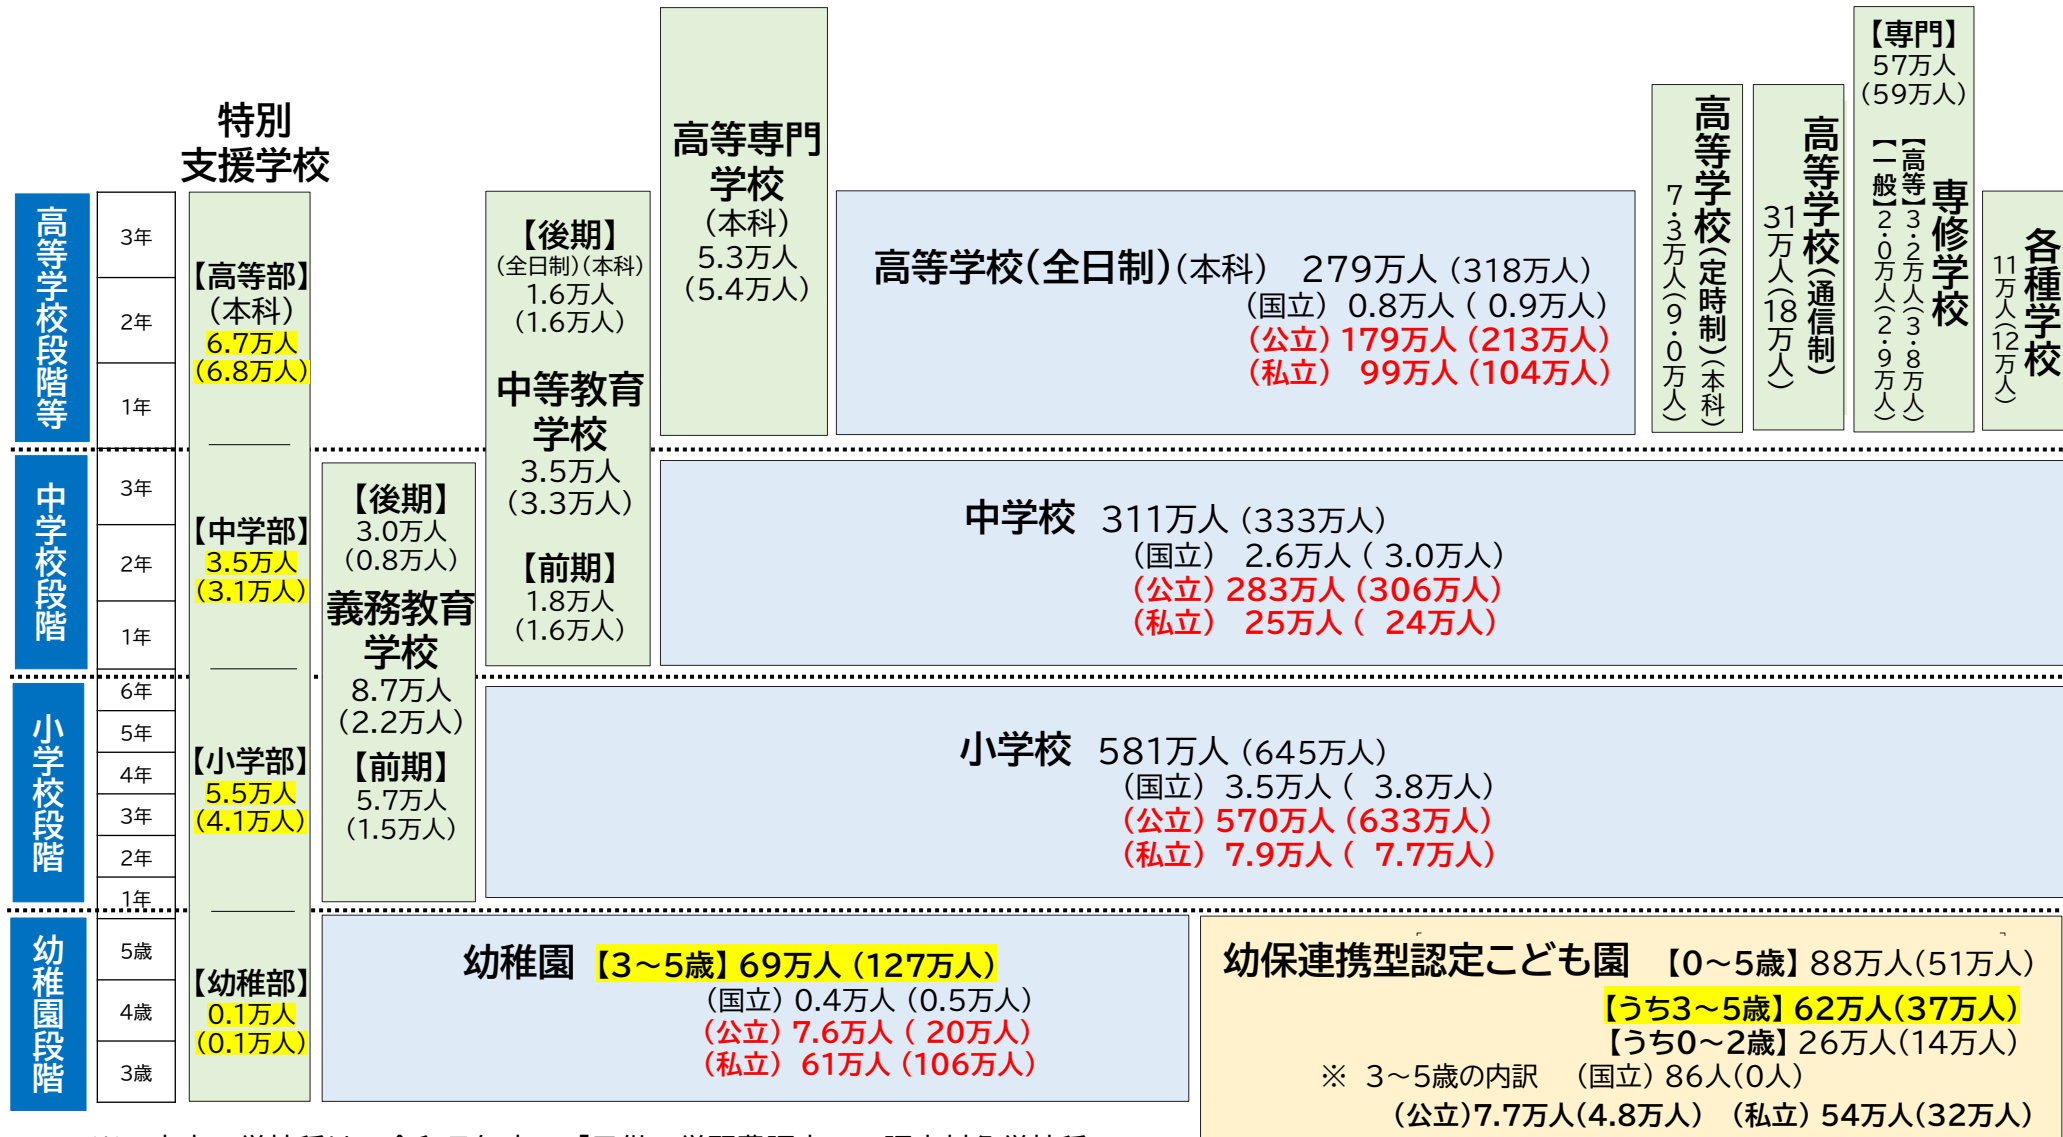 特別
支援学校
高等学校段階等
3年
2年
1年
【高等部】
(本科)
6.7万人
(6.8万人)
【後期】
(全日制)(本科)
1.6万人
(1.6万人)
中等教育
学校
3.5万人
(3.3万人)
【前期】
1.8万人
(1.6万人)
高等専門
学校
(本科)
5.3万人
(5.4万人)
高等学校(全日制)(本科) 279万人 (318万人)
(国立) 0.8万人 ( 0.9万人)
(公立) 179万人 (213万人)
(私立) 99万人 (104万人)
高等学校(定時制)(本科)
7.3万人(9.0万人)
高等学校(通信制)
31万人(18万人)
【専門】
57万人
(59万人)
専修学校
【高等】3.2万人(3.8万人)
【一般】2.0万人(2.9万人)
各種学校
11万人(12万人)
中学校段階
3年
2年
1年
【中学部】
3.5万人
(3.1万人)
【後期】
3.0万人
(0.8万人)
義務教育
学校
8.7万人
(2.2万人)
【前期】
5.7万人
(1.5万人)
中学校 311万人 (333万人)
(国立) 2.6万人 ( 3.0万人)
(公立) 283万人 (306万人)
(私立) 25万人 ( 24万人)
小学校段階
6年
5年
4年
3年
2年
1年
【小学部】
5.5万人
(4.1万人)
小学校 581万人 (645万人)
(国立) 3.5万人 ( 3.8万人)
(公立) 570万人 (633万人)
(私立) 7.9万人 ( 7.7万人)
幼稚園段階
5歳
4歳
3歳
【幼稚部】
0.1万人
(0.1万人)
幼稚園 【3～5歳】 69万人 (127万人)
(国立) 0.4万人 (0.5万人)
(公立) 7.6万人 ( 20万人)
(私立) 61万人 (106万人)
幼保連携型認定こども園 【0～5歳】 88万人(51万人)
【うち3～5歳】 62万人(37万人)
【うち0～2歳】 26万人(14万人)
※ 3～5歳の内訳 (国立) 86人(0人)
(公立)7.7万人(4.8万人) (私立) 54万人(32万人)